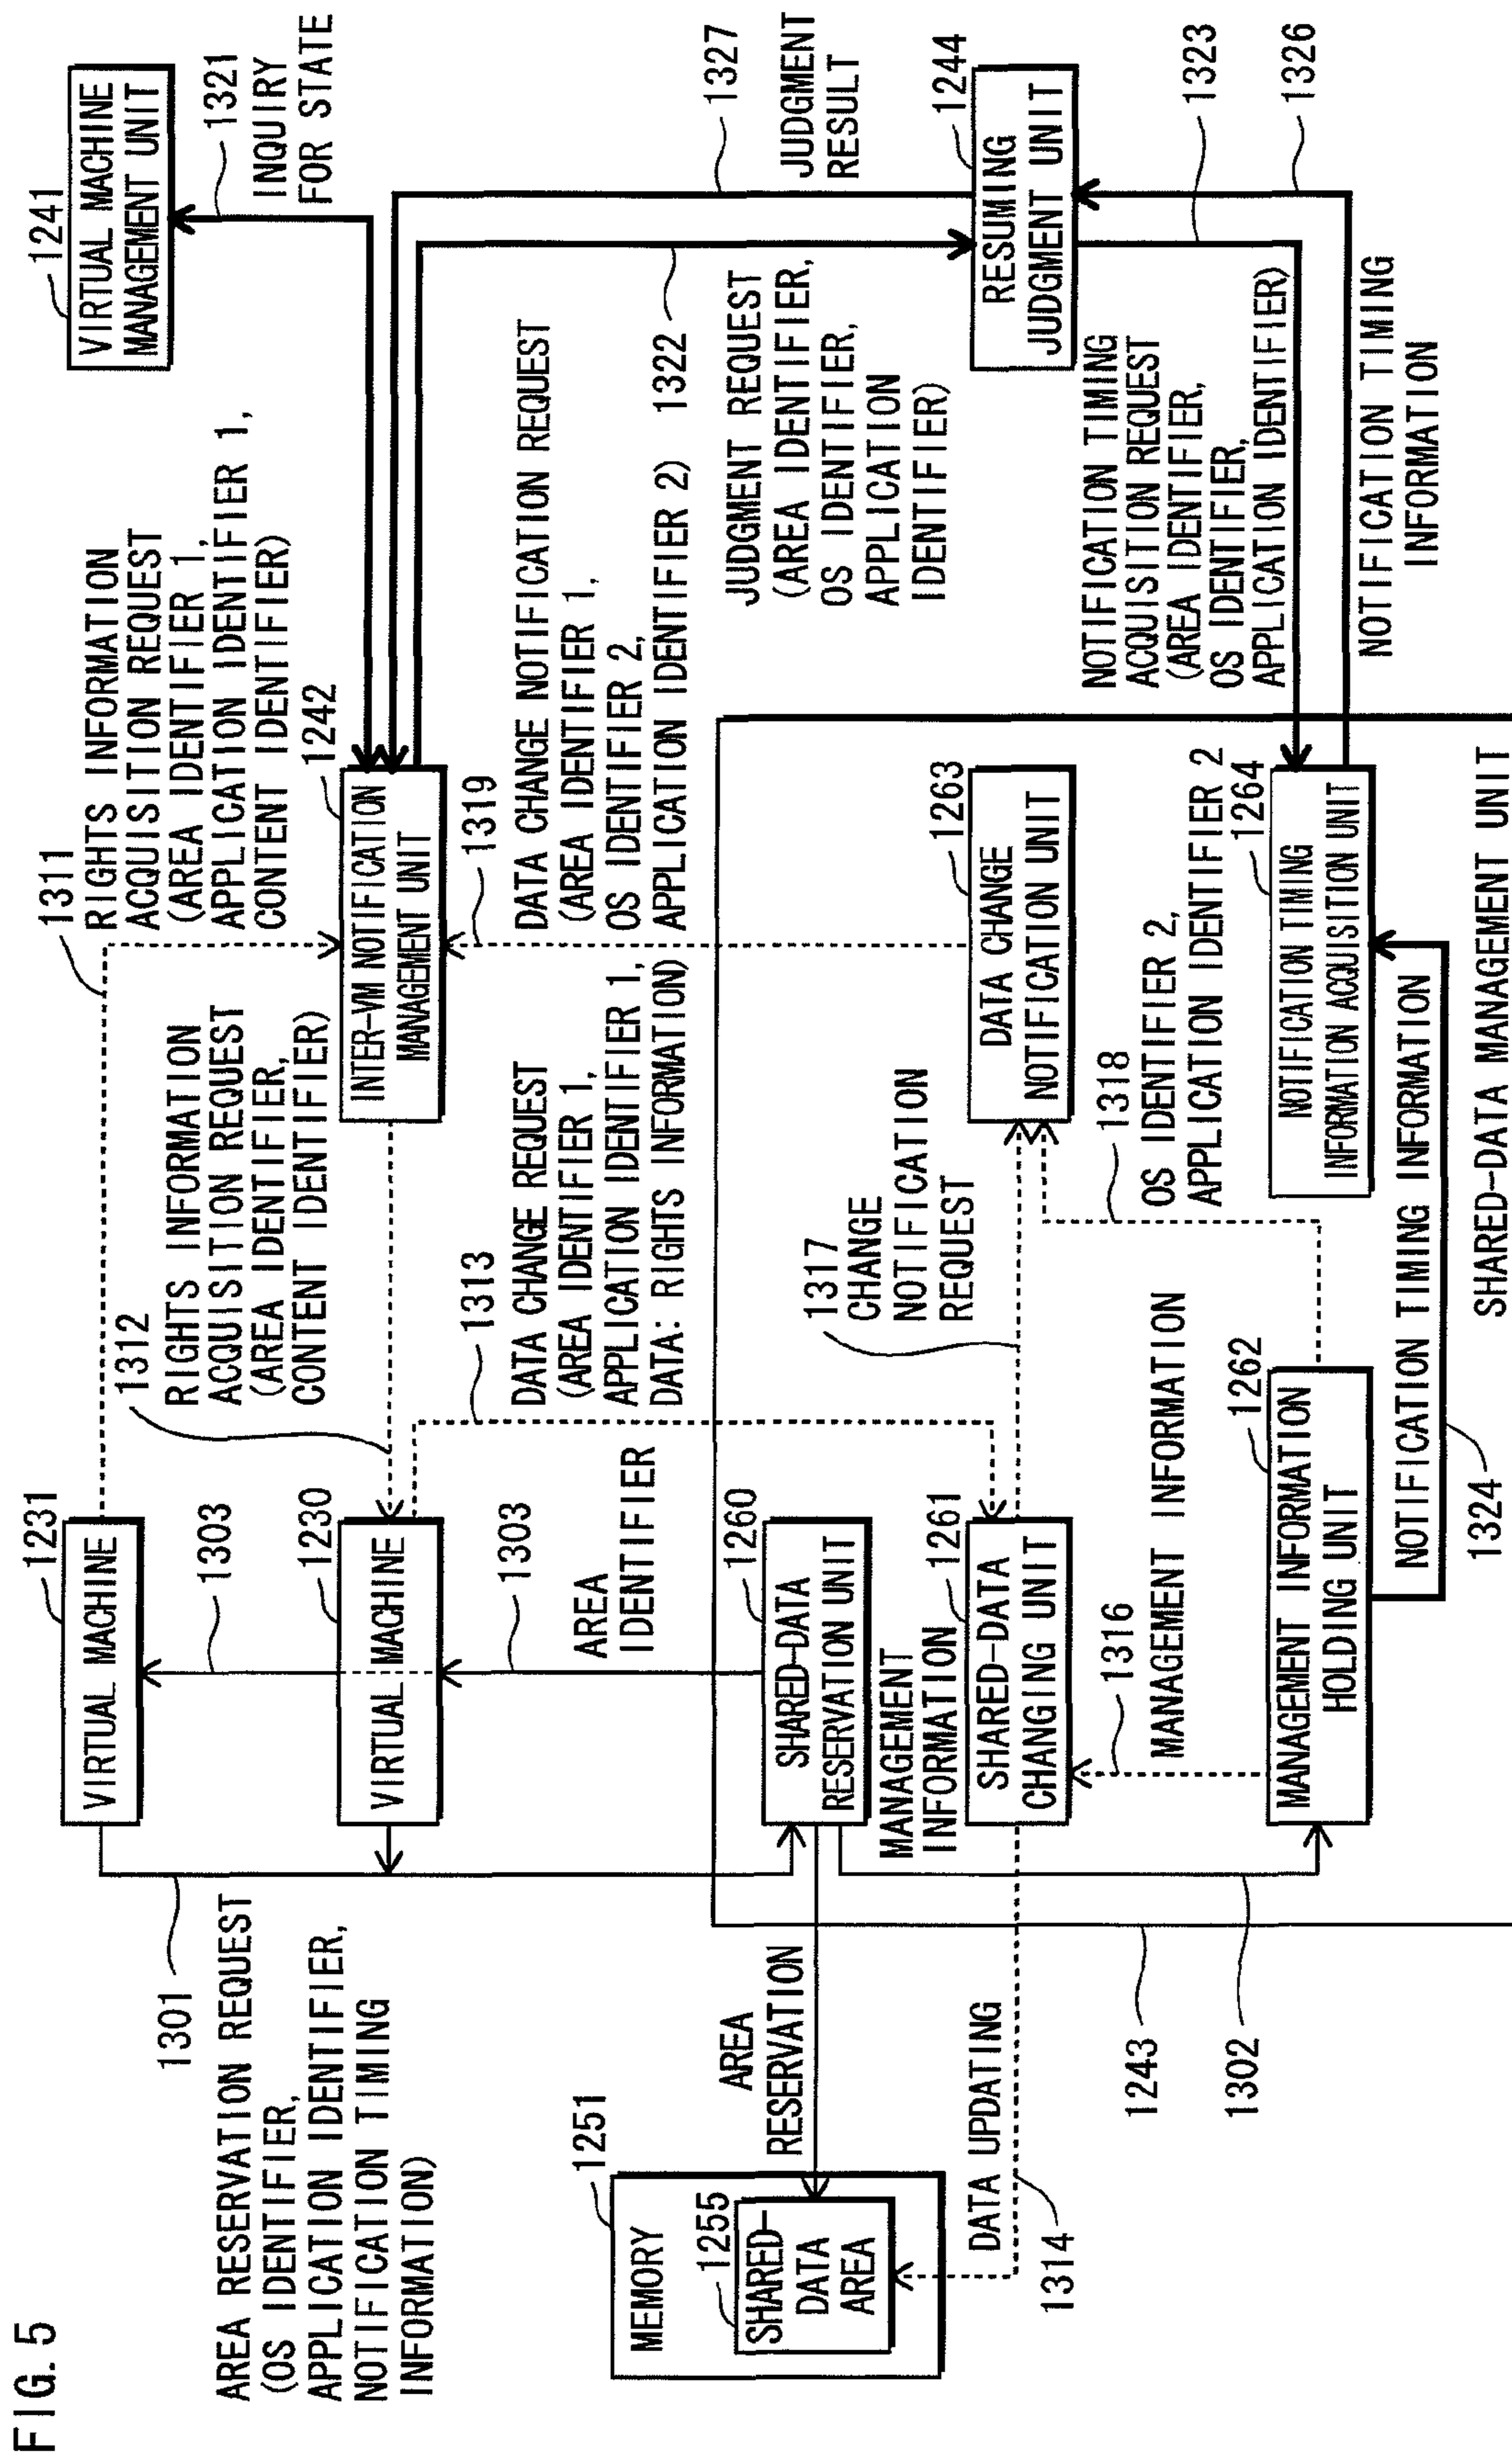 FIG. 5
1231
VIRTUAL MACHINE
1311
RIGHTS INFORMATION
ACQUISITION REQUEST
(AREA IDENTIFIER 1,
APPLICATION IDENTIFIER 1,
CONTENT IDENTIFIER)
1241
VIRTUAL MACHINE
MANAGEMENT UNIT
1321
INQUIRY
FOR STATE
1301
AREA RESERVATION REQUEST
(OS IDENTIFIER,
APPLICATION IDENTIFIER,
NOTIFICATION TIMING
INFORMATION)
1303
1230
VIRTUAL MACHINE
1312
RIGHTS INFORMATION
ACQUISITION REQUEST
(AREA IDENTIFIER,
CONTENT IDENTIFIER)
1242
INTER-VM NOTIFICATION
MANAGEMENT UNIT
1303
AREA
IDENTIFIER
1313
DATA CHANGE REQUEST
(AREA IDENTIFIER 1,
APPLICATION IDENTIFIER 1,
DATA: RIGHTS INFORMATION)
1319
DATA CHANGE NOTIFICATION REQUEST
(AREA IDENTIFIER 1,
OS IDENTIFIER 2,
APPLICATION IDENTIFIER 2)
1322
JUDGMENT REQUEST
(AREA IDENTIFIER,
OS IDENTIFIER,
APPLICATION
IDENTIFIER)
1327
JUDGMENT
RESULT
1251
MEMORY
1255
SHARED-
DATA
AREA
AREA
RESERVATION
1260
SHARED-DATA
RESERVATION UNIT
MANAGEMENT
INFORMATION
1261
SHARED-DATA
CHANGING UNIT
1317
CHANGE
NOTIFICATION
REQUEST
1263
DATA CHANGE
NOTIFICATION UNIT
1244
RESUMING
JUDGMENT UNIT
DATA UPDATING
1314
1243
1302
1316
MANAGEMENT INFORMATION
1318
OS IDENTIFIER 2,
APPLICATION IDENTIFIER 2
NOTIFICATION TIMING
ACQUISITION REQUEST
(AREA IDENTIFIER,
OS IDENTIFIER,
APPLICATION IDENTIFIER)
1323
1262
MANAGEMENT INFORMATION
HOLDING UNIT
1264
NOTIFICATION TIMING
INFORMATION ACQUISITION UNIT
1326
NOTIFICATION TIMING
INFORMATION
NOTIFICATION TIMING INFORMATION
1324
SHARED-DATA MANAGEMENT UNIT